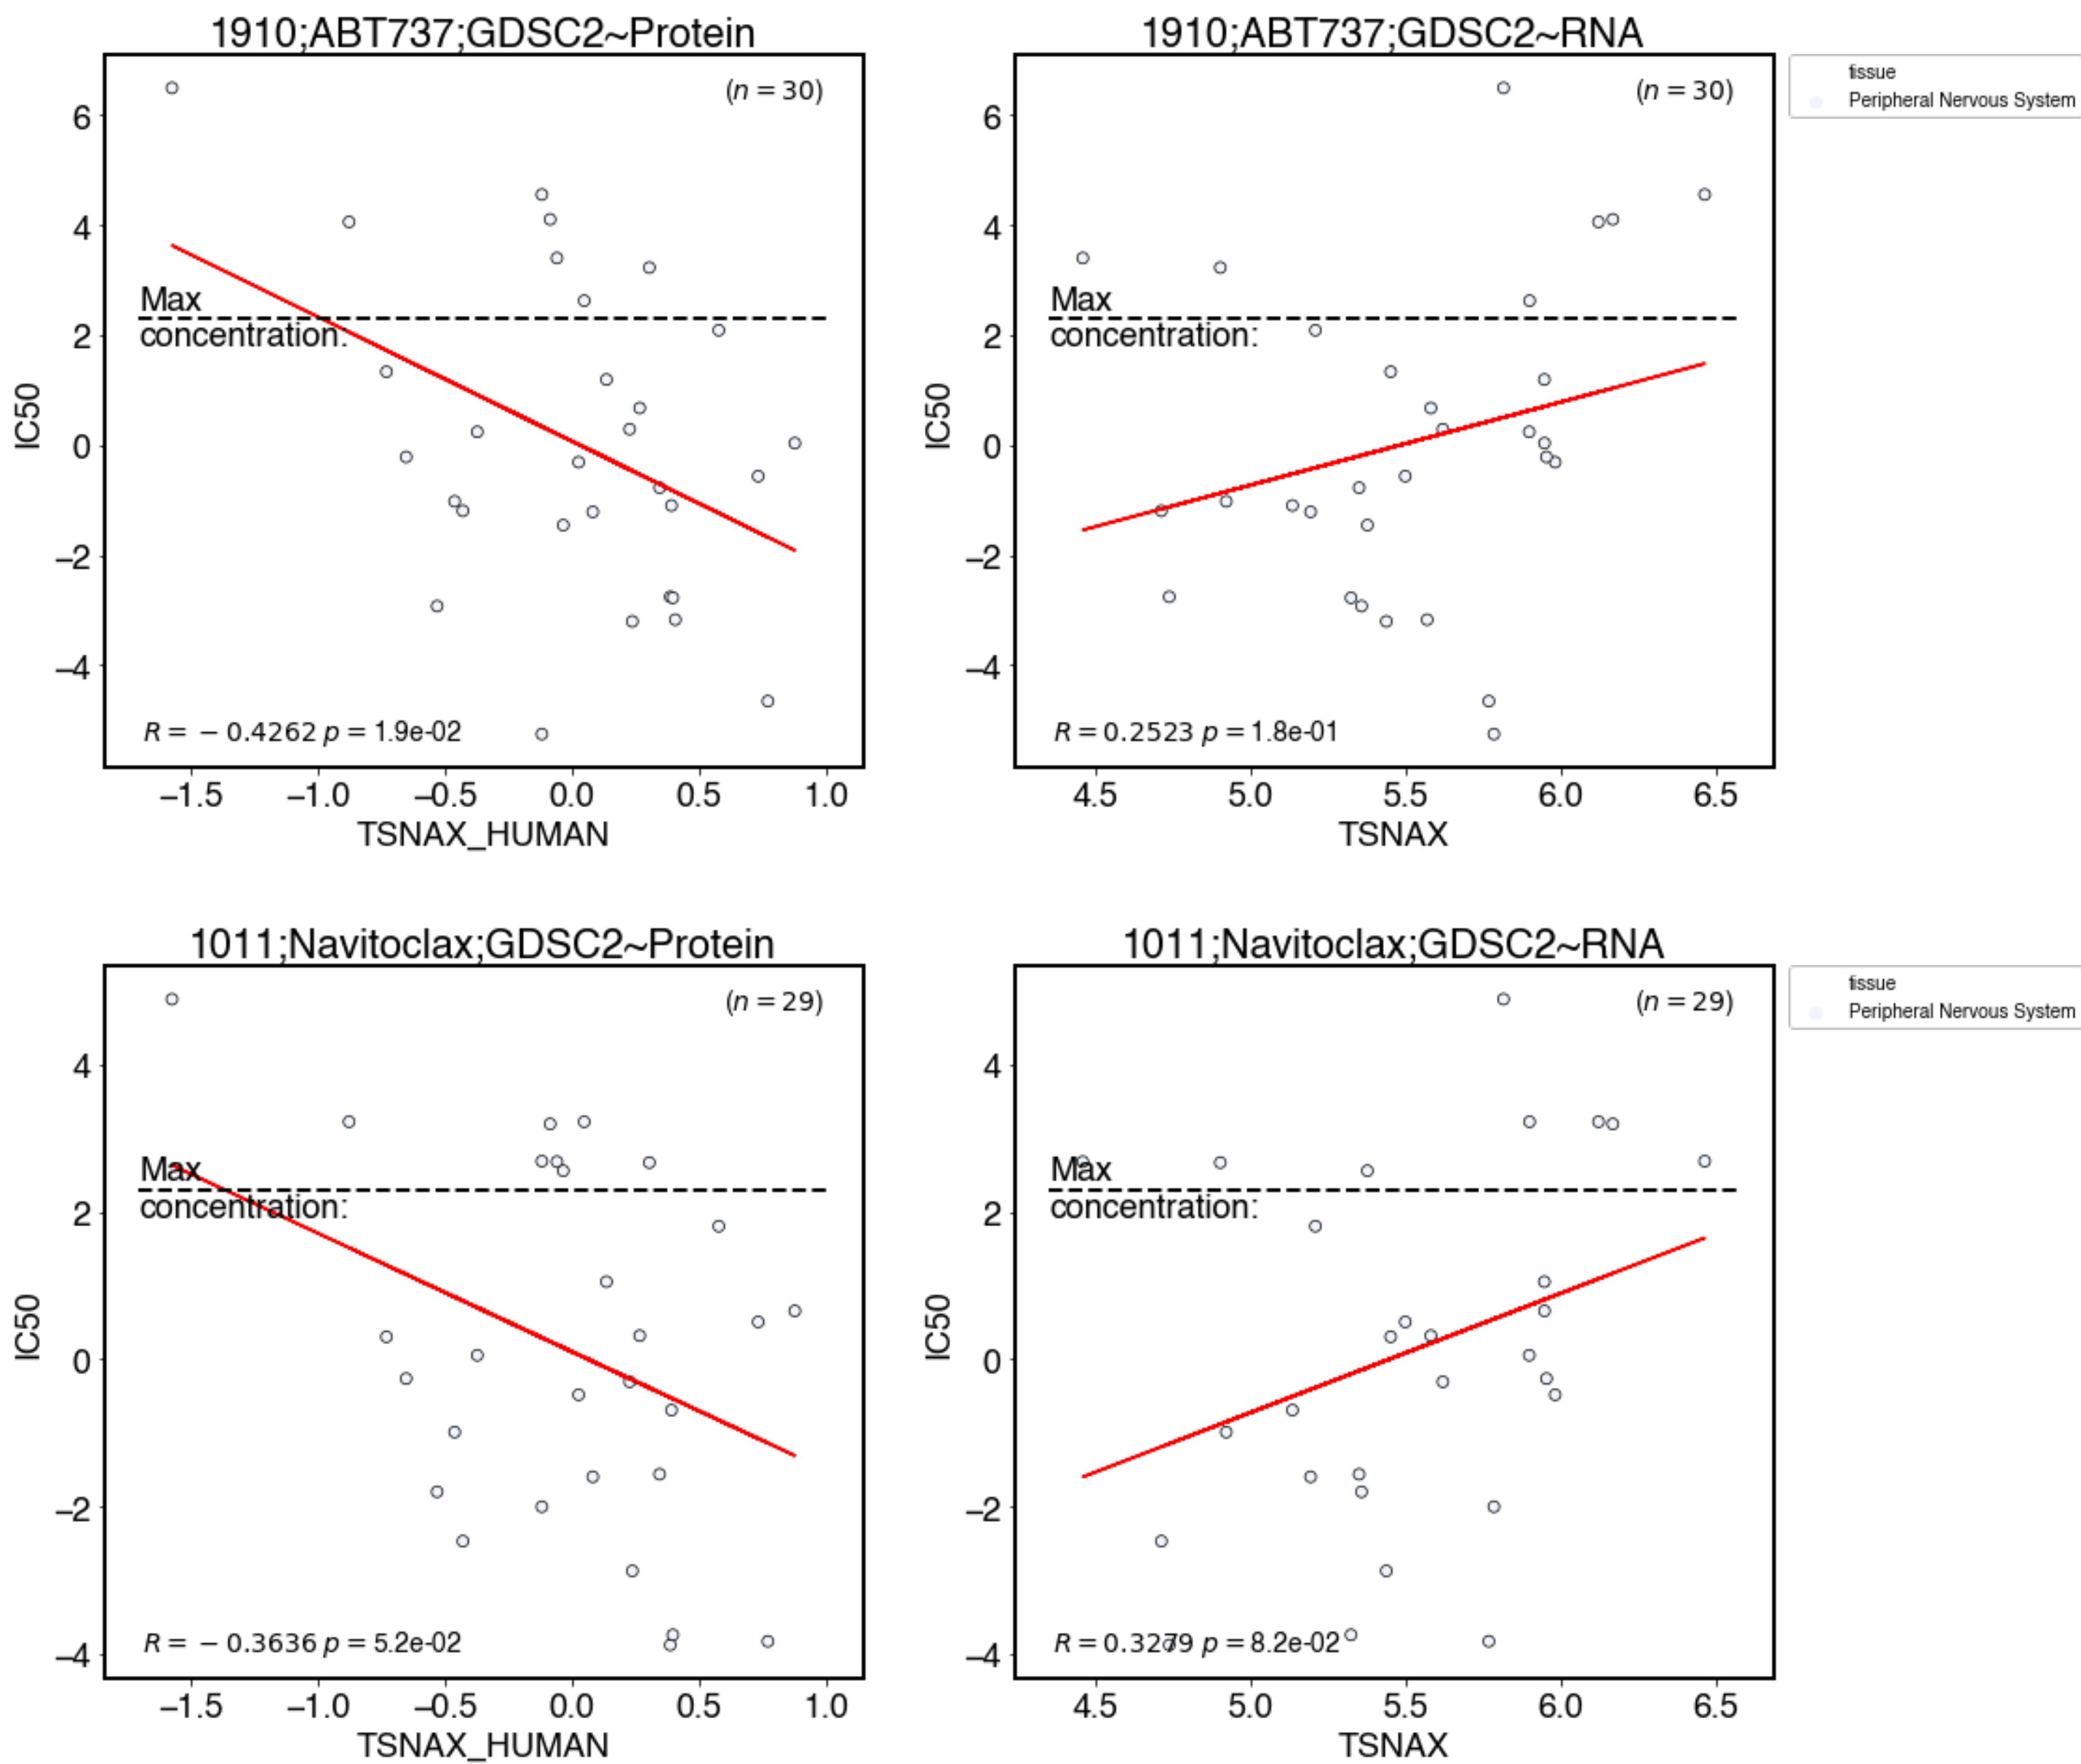 1910;ABT737;GDSC2~Protein
(n = 30)
6
4
2
0
−2
−4
IC50
Max
concentration:
R = − 0.4262 p = 1.9e-02
−1.5 −1.0 −0.5 0.0 0.5 1.0
TSNAX_HUMAN
1910;ABT737;GDSC2~RNA
(n = 30)
6
4
2
0
−2
−4
IC50
Max
concentration:
R = 0.2523 p = 1.8e-01
4.5 5.0 5.5 6.0 6.5
TSNAX
tissue
Peripheral Nervous System
1011;Navitoclax;GDSC2~Protein
(n = 29)
4
2
0
−2
−4
IC50
Max
concentration:
R = − 0.3636 p = 5.2e-02
−1.5 −1.0 −0.5 0.0 0.5 1.0
TSNAX_HUMAN
1011;Navitoclax;GDSC2~RNA
(n = 29)
4
2
0
−2
−4
IC50
Max
concentration:
R = 0.3279 p = 8.2e-02
4.5 5.0 5.5 6.0 6.5
TSNAX
tissue
Peripheral Nervous System